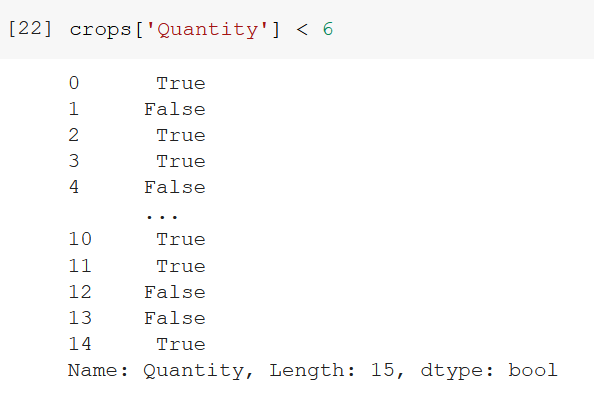 [22] crops['Quantity'] < 6
0 True
1 False
2 True
3 True
4 False
...
10 True
11 True
12 False
13 False
14 True
Name: Quantity, Length: 15, dtype: bool